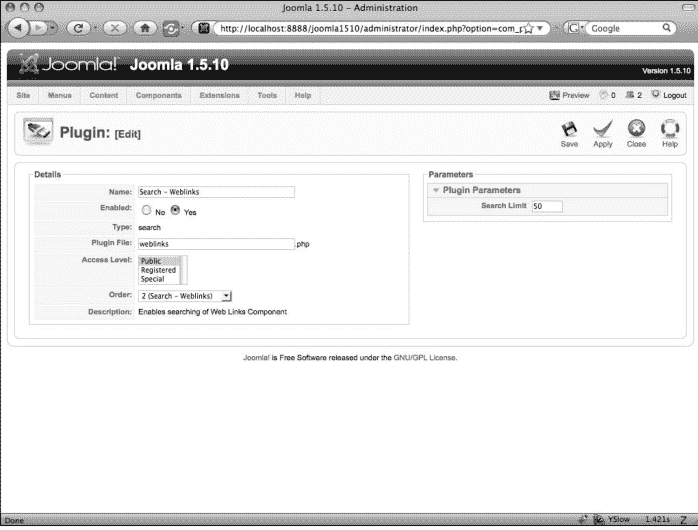 Joomla 1.5.10 - Administration
http://localhost:8888/joomla1510/administrator/index.php?option=com_p
Google
Joomla! Joomla 1.5.10
Version 1.5.10
Site Menus Content Components Extensions Tools Help
Preview 0 2 Logout
Plugin: [Edit]
Save Apply Close Help
Details
Name: Search - Weblinks
Enabled: No Yes
Type: search
Plugin File: weblinks .php
Access Level: Public
Registered
Special
Order: 2 (Search - Weblinks)
Description: Enables searching of Web Links Component
Parameters
Plugin Parameters
Search Limit 50
Joomla! is Free Software released under the GNU/GPL License.
Done
YSlow 1.421s